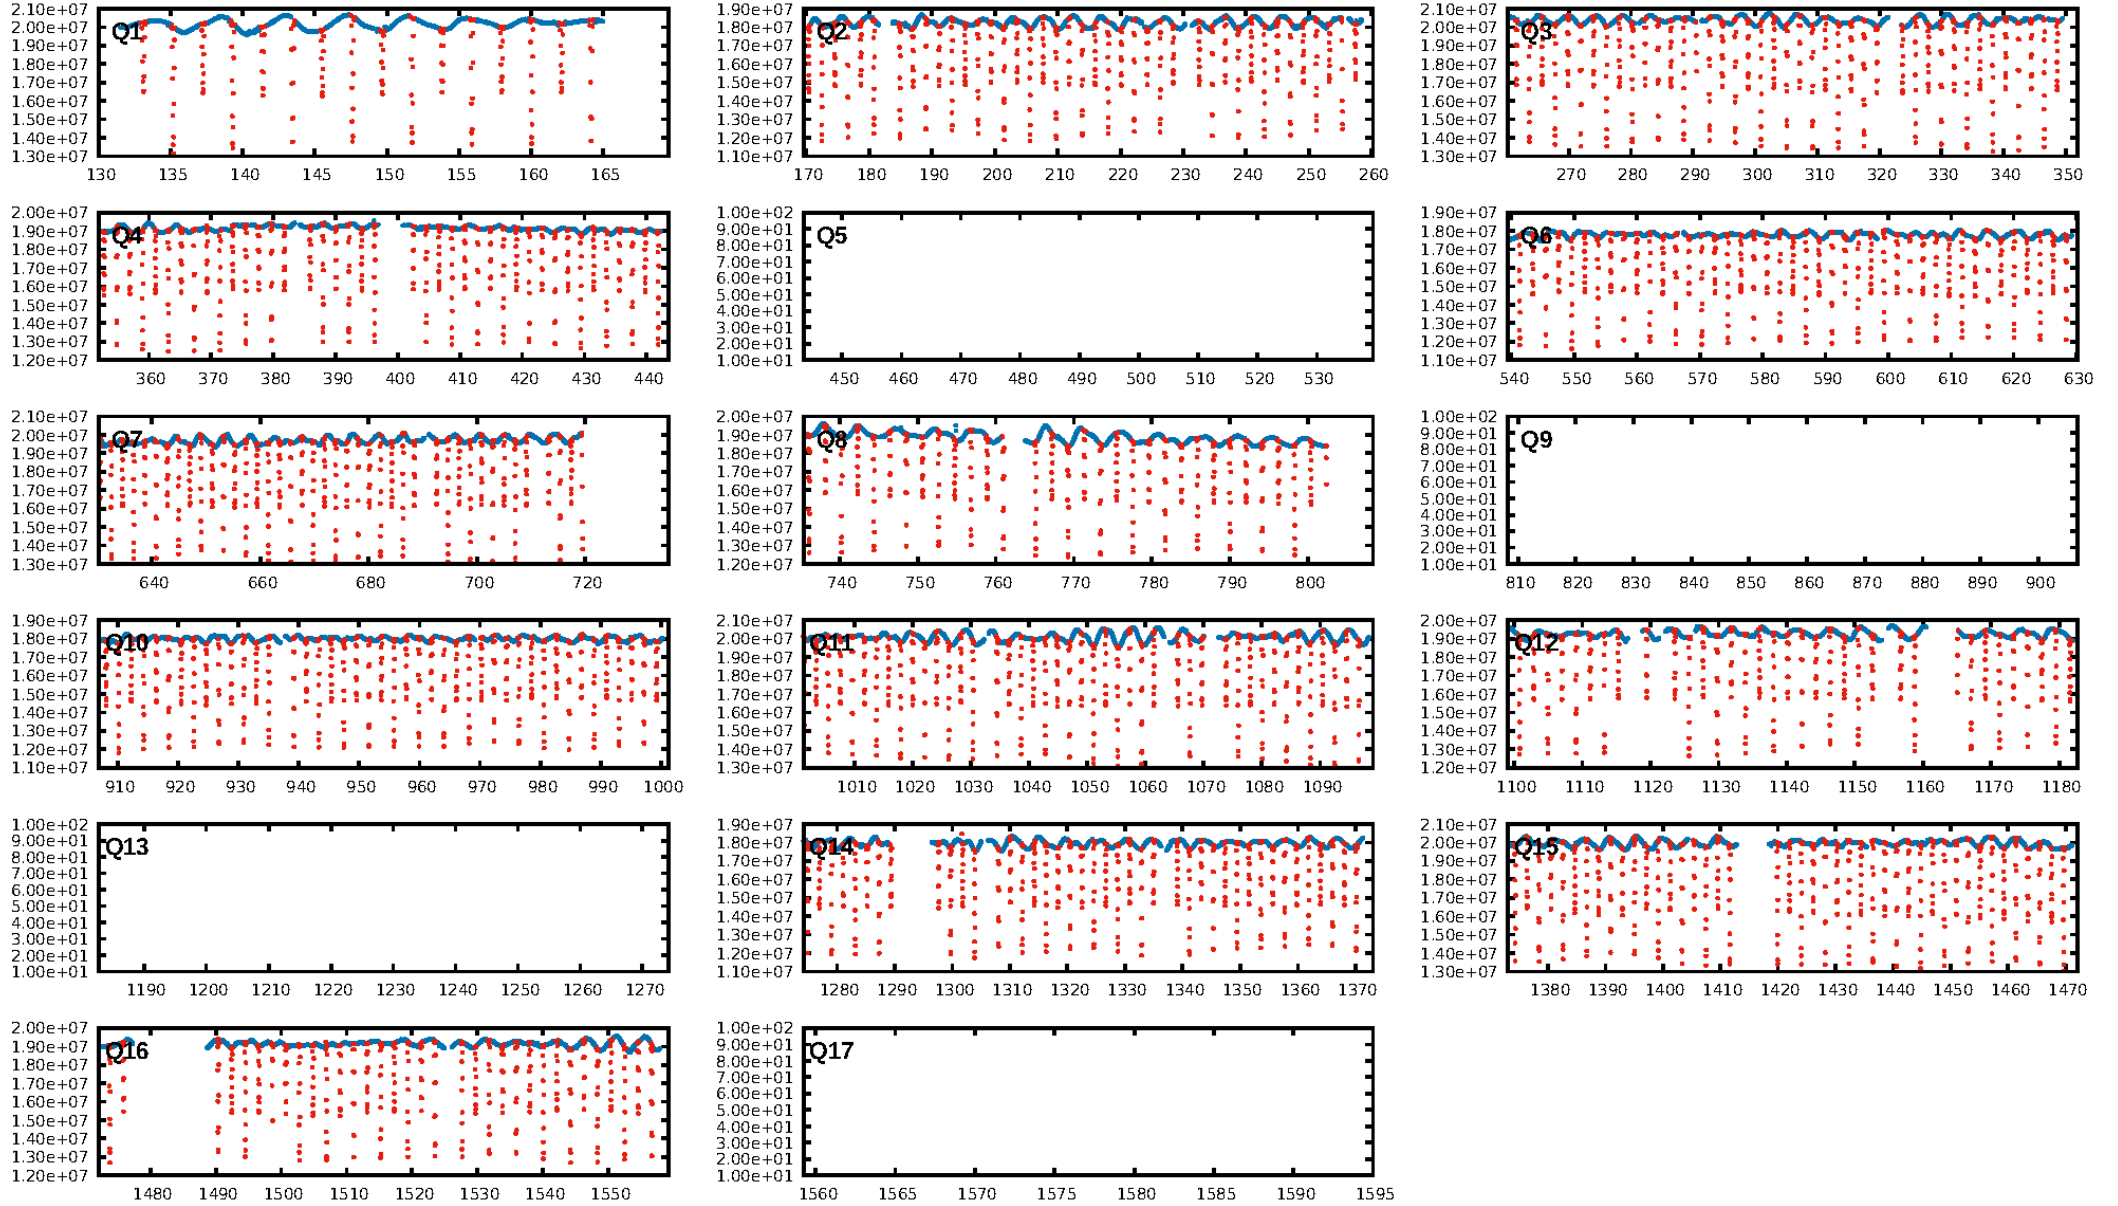 2.10e+07 2.00e+07 1.90e+07 1.80e+07 1.70e+07 1.60e+07 1.50e+07 1.40e+07 1.30e+07
Q1
130 135 140 145 150 155 160 165
1.90e+07 1.80e+07 1.70e+07 1.60e+07 1.50e+07 1.40e+07 1.30e+07 1.20e+07 1.10e+07
Q2
170 180 190 200 210 220 230 240 250 260
2.10e+07 2.00e+07 1.90e+07 1.80e+07 1.70e+07 1.60e+07 1.50e+07 1.40e+07 1.30e+07
Q3
270 280 290 300 310 320 330 340 350
2.00e+07 1.90e+07 1.80e+07 1.70e+07 1.60e+07 1.50e+07 1.40e+07 1.30e+07 1.20e+07
Q4
360 370 380 390 400 410 420 430 440
1.00e+02 9.00e+01 8.00e+01 7.00e+01 6.00e+01 5.00e+01 4.00e+01 3.00e+01 2.00e+01 1.00e+01
Q5
450 460 470 480 490 500 510 520 530
1.90e+07 1.80e+07 1.70e+07 1.60e+07 1.50e+07 1.40e+07 1.30e+07 1.20e+07 1.10e+07
Q6
540 550 560 570 580 590 600 610 620 630
2.10e+07 2.00e+07 1.90e+07 1.80e+07 1.70e+07 1.60e+07 1.50e+07 1.40e+07 1.30e+07
Q7
640 660 680 700 720
2.00e+07 1.90e+07 1.80e+07 1.70e+07 1.60e+07 1.50e+07 1.40e+07 1.30e+07 1.20e+07
Q8
740 750 760 770 780 790 800
1.00e+02 9.00e+01 8.00e+01 7.00e+01 6.00e+01 5.00e+01 4.00e+01 3.00e+01 2.00e+01 1.00e+01
Q9
810 820 830 840 850 860 870 880 890 900
1.90e+07 1.80e+07 1.70e+07 1.60e+07 1.50e+07 1.40e+07 1.30e+07 1.20e+07 1.10e+07
Q10
910 920 930 940 950 960 970 980 990 1000
2.10e+07 2.00e+07 1.90e+07 1.80e+07 1.70e+07 1.60e+07 1.50e+07 1.40e+07 1.30e+07
Q11
1010 1020 1030 1040 1050 1060 1070 1080 1090
2.00e+07 1.90e+07 1.80e+07 1.70e+07 1.60e+07 1.50e+07 1.40e+07 1.30e+07 1.20e+07
Q12
1100 1110 1120 1130 1140 1150 1160 1170 1180
1.00e+02 9.00e+01 8.00e+01 7.00e+01 6.00e+01 5.00e+01 4.00e+01 3.00e+01 2.00e+01 1.00e+01
Q13
1190 1200 1210 1220 1230 1240 1250 1260 1270
1.90e+07 1.80e+07 1.70e+07 1.60e+07 1.50e+07 1.40e+07 1.30e+07 1.20e+07 1.10e+07
Q14
1280 1290 1300 1310 1320 1330 1340 1350 1360 1370
2.10e+07 2.00e+07 1.90e+07 1.80e+07 1.70e+07 1.60e+07 1.50e+07 1.40e+07 1.30e+07
Q15
1380 1390 1400 1410 1420 1430 1440 1450 1460 1470
2.00e+07 1.90e+07 1.80e+07 1.70e+07 1.60e+07 1.50e+07 1.40e+07 1.30e+07 1.20e+07
Q16
1480 1490 1500 1510 1520 1530 1540 1550
1.00e+02 9.00e+01 8.00e+01 7.00e+01 6.00e+01 5.00e+01 4.00e+01 3.00e+01 2.00e+01 1.00e+01
Q17
1560 1565 1570 1575 1580 1585 1590 1595